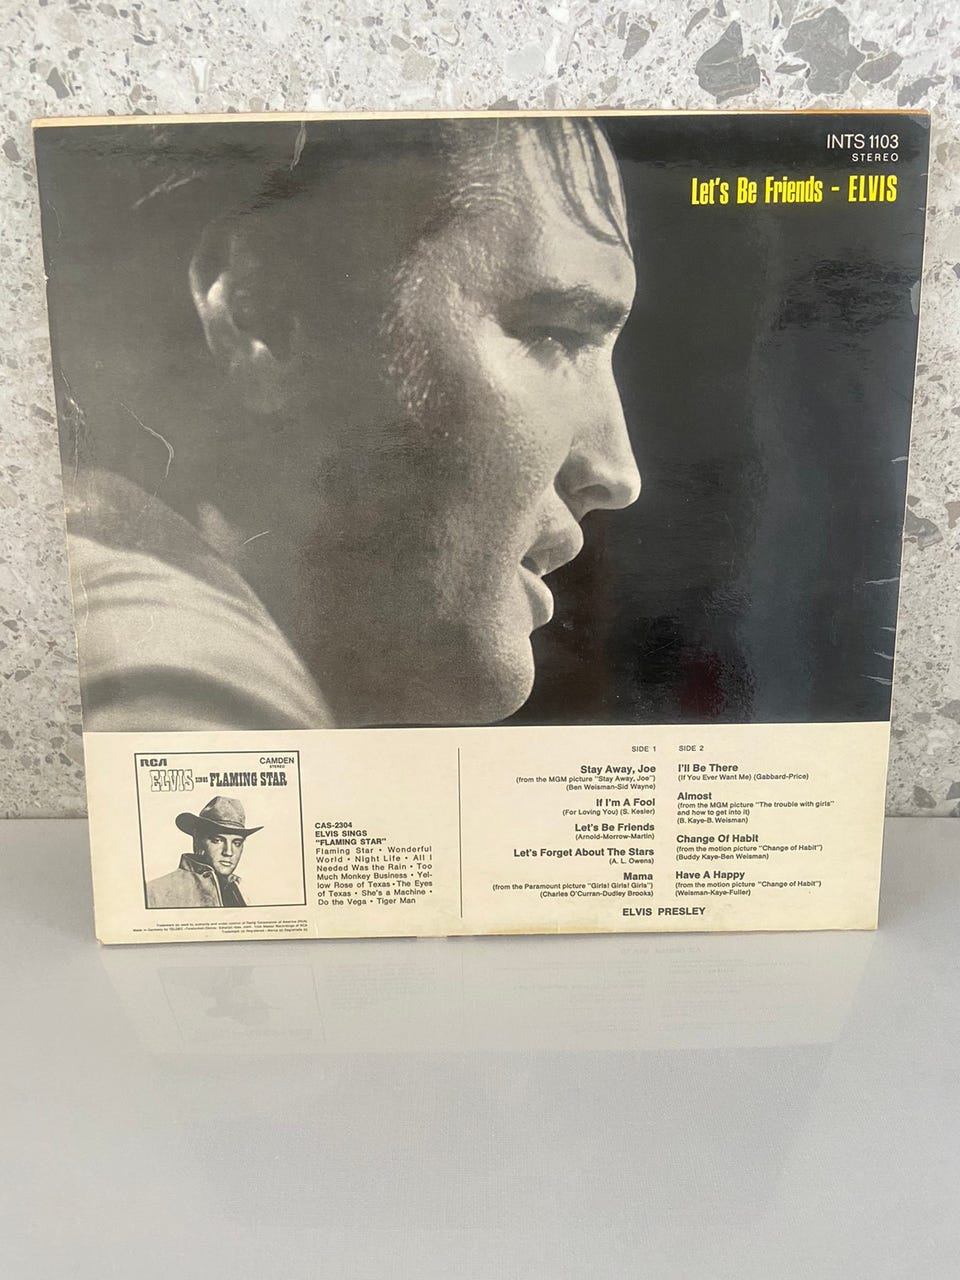 INTS 1103
STEREO
Let's Be Friends - ELVIS
RCA
CAMDEN
STEREO
ELVIS SINGS FLAMING STAR
CAS-2304
ELVIS SINGS
"FLAMING STAR"
Flaming Star • Wonderful
World • Night Life • All I
Needed Was the Rain • Too
Much Monkey Business • Yel-
low Rose of Texas • The Eyes
of Texas • She's a Machine •
Do the Vega • Tiger Man
SIDE 1
Stay Away, Joe
(from the MGM picture "Stay Away, Joe")
(Ben Weisman-Sid Wayne)
If I'm A Fool
(For Loving You) (S. Kesler)
Let's Be Friends
(Arnold-Morrow-Martin)
Let's Forget About The Stars
(A. L. Owens)
Mama
(from the Paramount picture "Girls! Girls! Girls")
(Charles O'Curran-Dudley Brooks)
SIDE 2
I'll Be There
(If You Ever Want Me) (Gabbard-Price)
Almost
(from the MGM picture "The trouble with girls"
and how to get into it)
(B. Kaye-B. Weisman)
Change Of Habit
(from the motion picture "Change of Habit")
(Buddy Kaye-Ben Weisman)
Have A Happy
(from the motion picture "Change of Habit")
(Weisman-Kaye-Fuller)
ELVIS PRESLEY